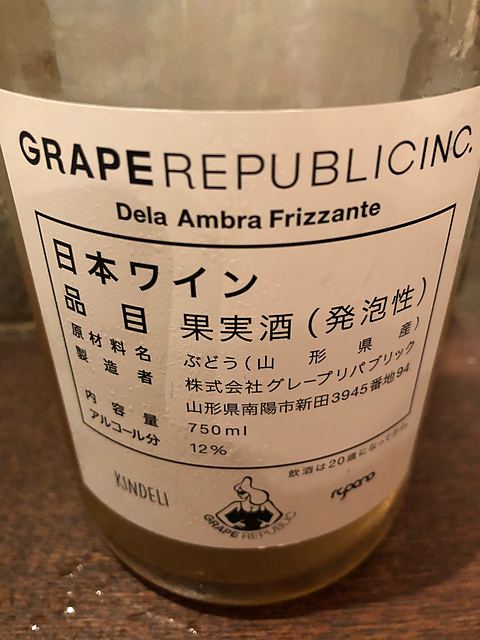 GRAPEREPUBLICINC.
Dela Ambra Frizzante
日本ワイン
品目 果実酒(発泡性)
原材料名 ぶどう(山形県産)
製造者 株式会社グレープリパブリック
山形県南陽市新田3945番地94
内容量 750ml
アルコール分 12%
飲酒は20歳になってから
KINDELI
GRAPE REPUBLIC